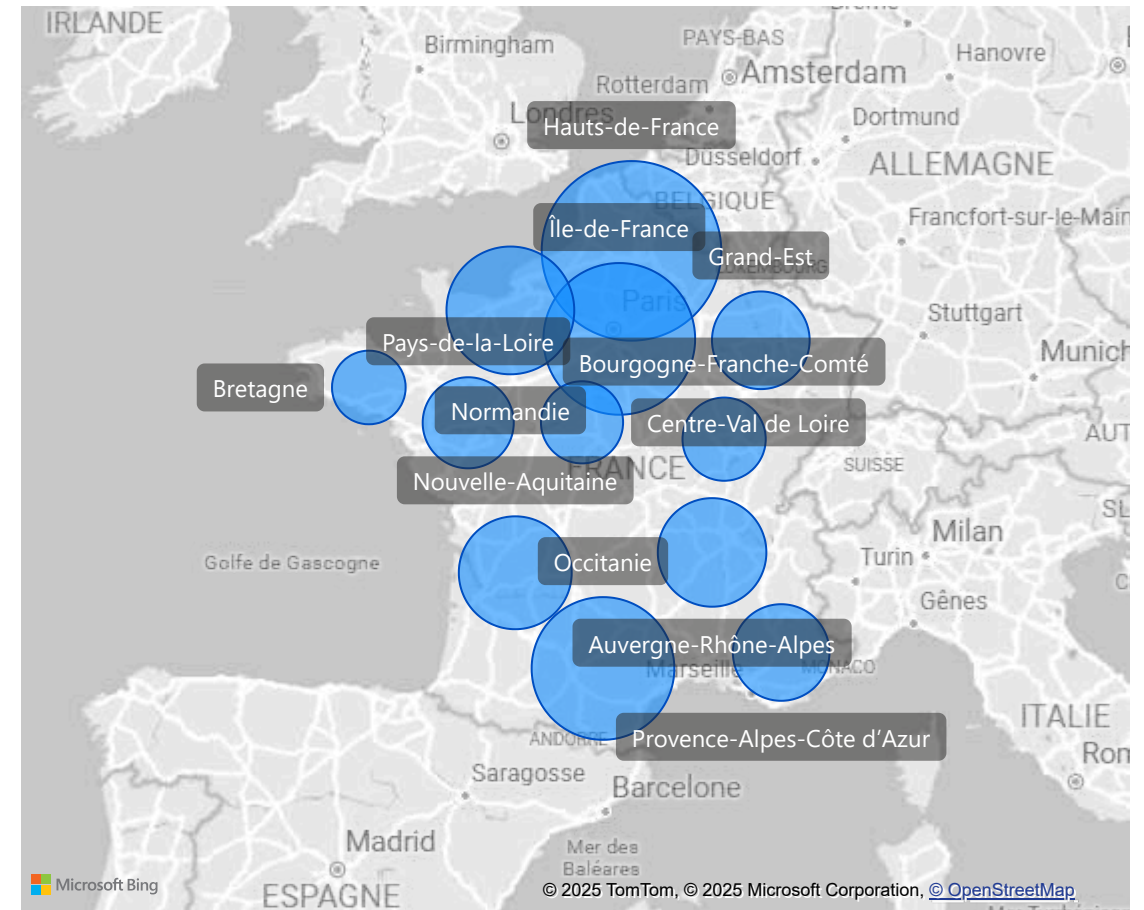 IRLANDE
Birmingham
PAYS-BAS
Hanovre
Rotterdam
Amsterdam
Londres
Dortmund
Hauts-de-France
Düsseldorf
ALLEMAGNE
BELGIQUE
Francfort-sur-le-Main
Île-de-France
Grand-Est
LUXEMBOURG
Paris
Stuttgart
Pays-de-la-Loire
Munich
Bourgogne-Franche-Comté
Bretagne
Normandie
Centre-Val de Loire
AUT
FRANCE
SUISSE
Nouvelle-Aquitaine
SL
Milan
Golfe de Gascogne
Occitanie
Turin
Gênes
Auvergne-Rhône-Alpes
Marseille
MONACO
ITALIE
ANDORRE
Provence-Alpes-Côte d’Azur
Rom
Saragosse
Barcelone
Madrid
Mer des
Baléares
Microsoft Bing
ESPAGNE
© 2025 TomTom, © 2025 Microsoft Corporation, © OpenStreetMap